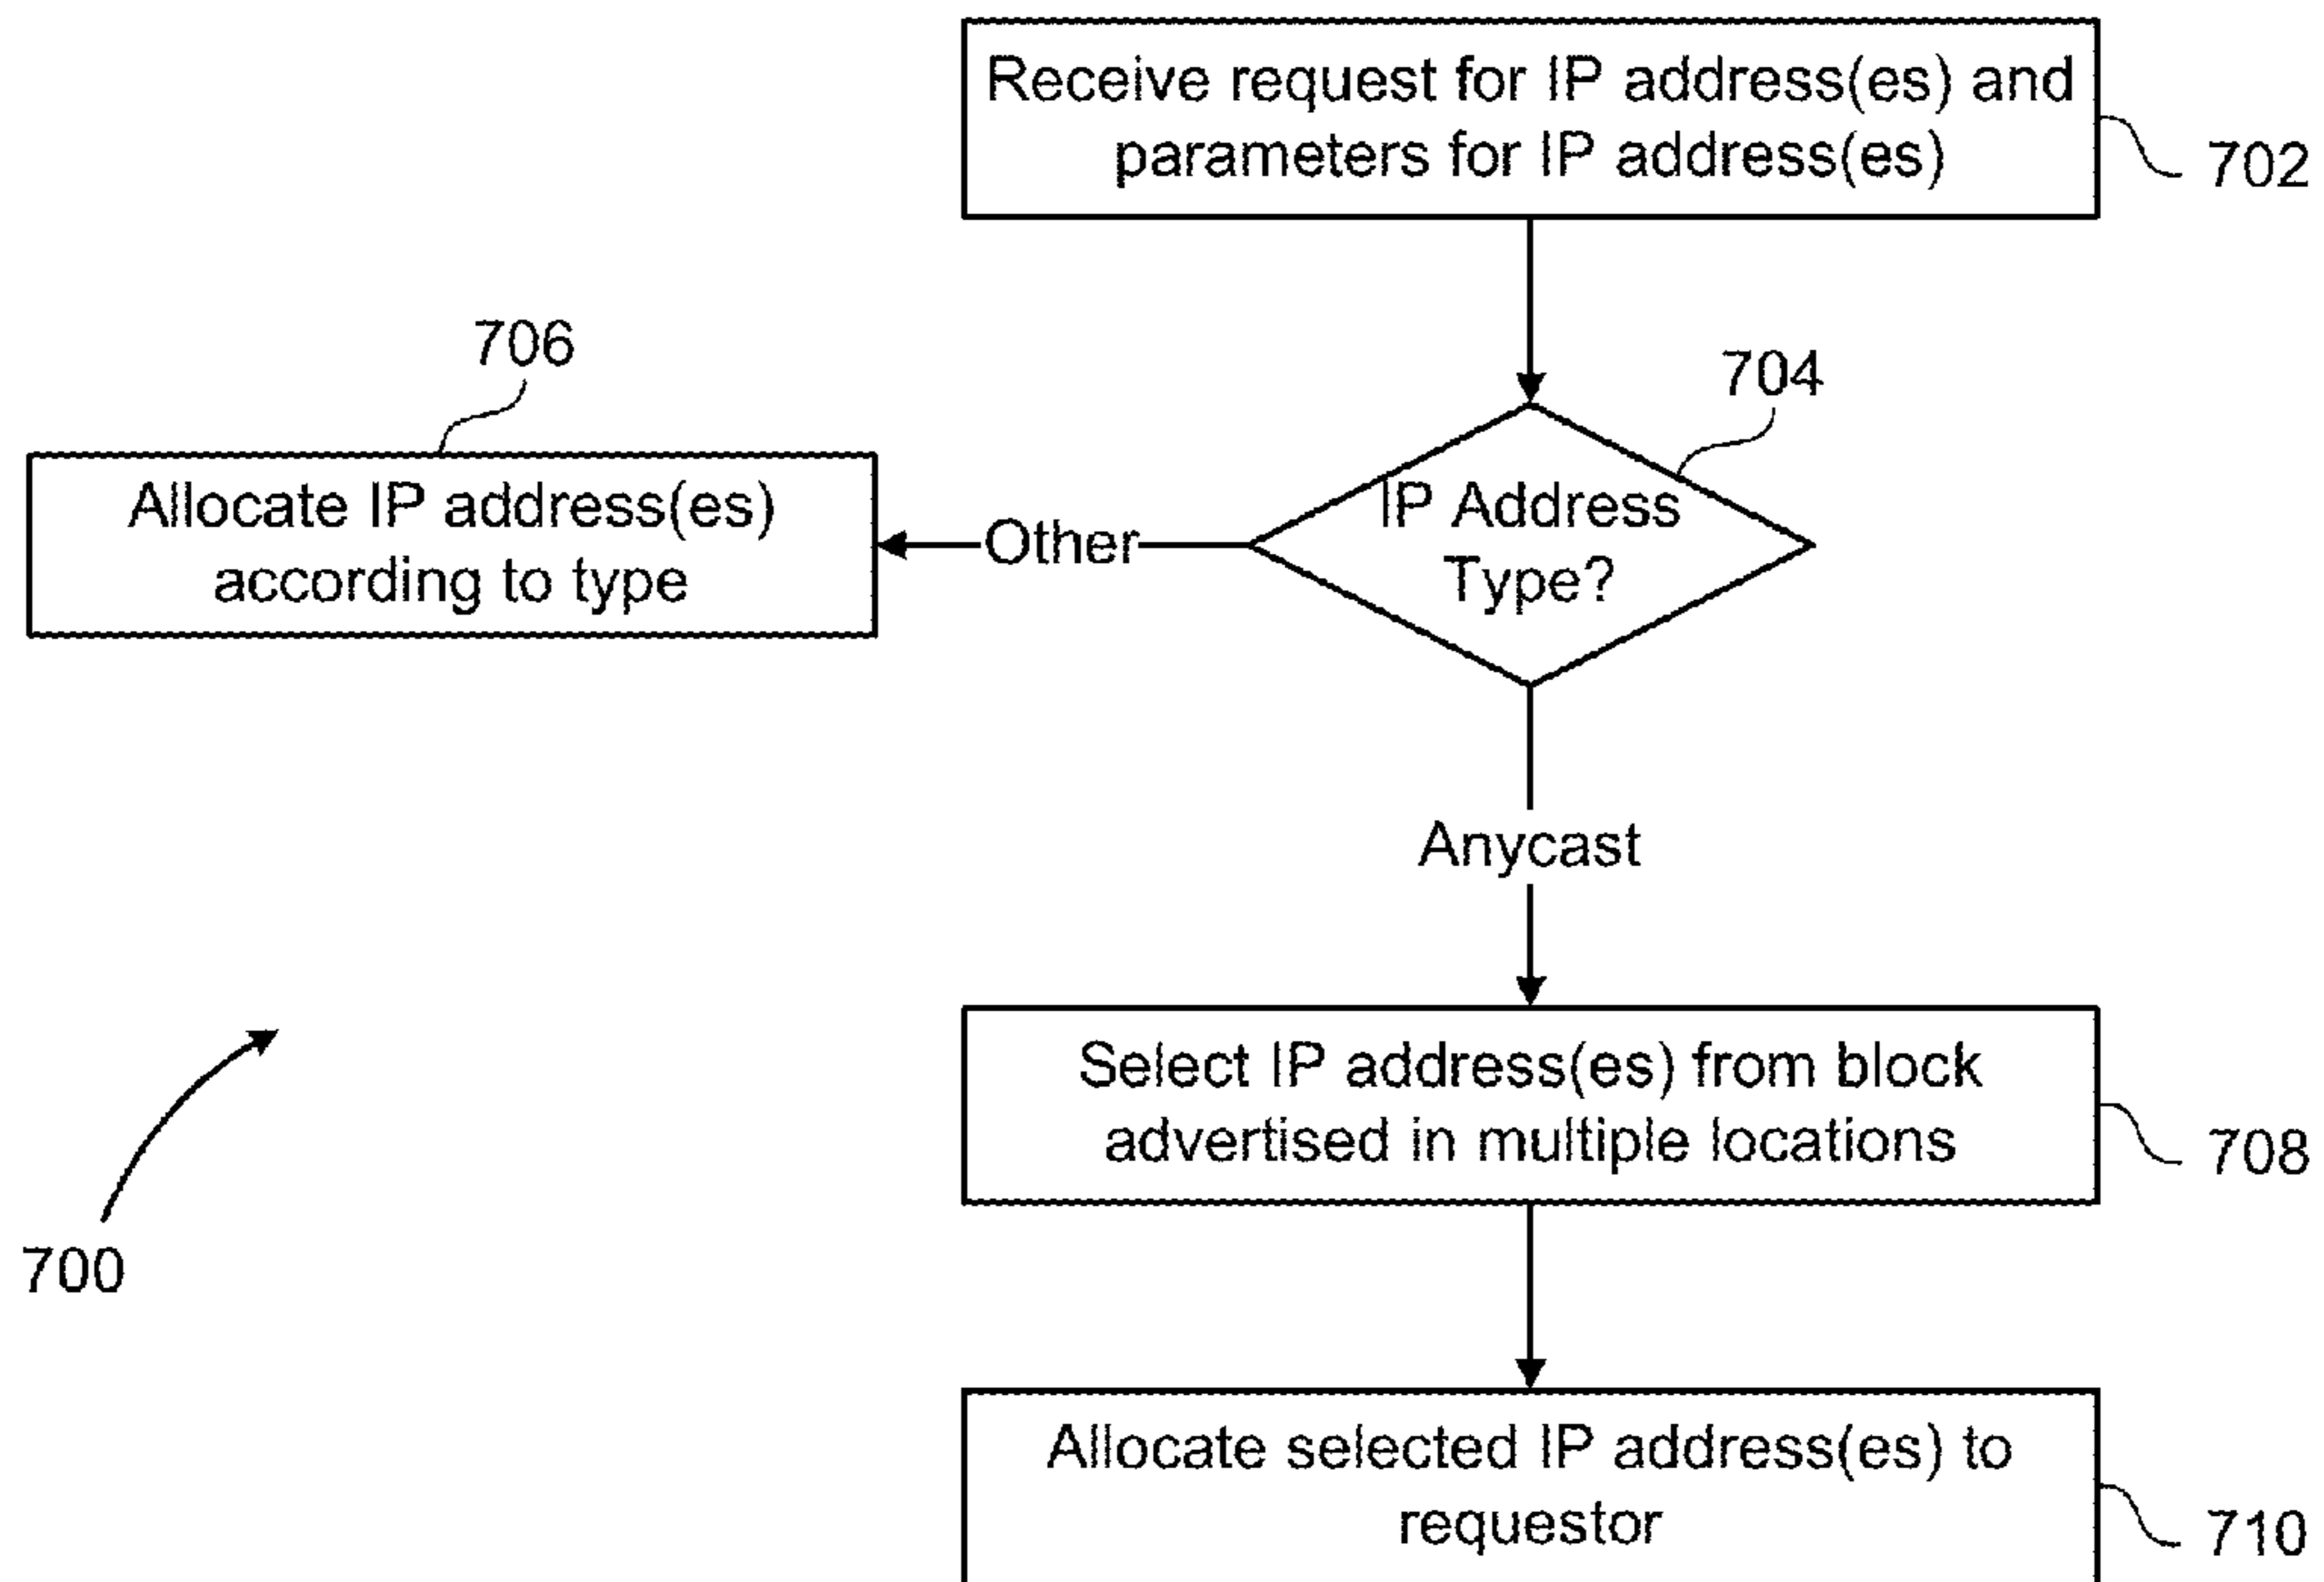 Receive request for IP address(es) and
parameters for IP address(es)
702
706
704
Allocate IP address(es)
according to type
Other
IP Address
Type?
Anycast
Select IP address(es) from block
advertised in multiple locations
708
700
Allocate selected IP address(es) to
requestor
710